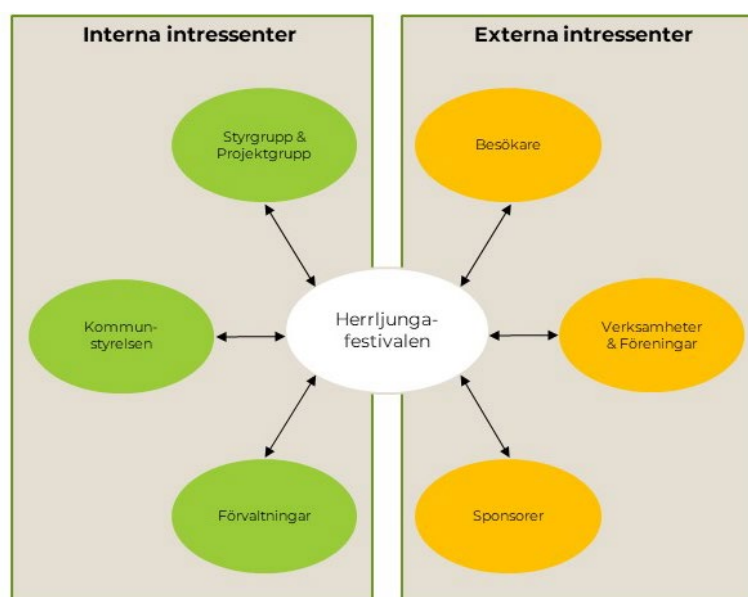 Interna intressenter
Externa intressenter
Styrgrupp &
Projektgrupp
Besökare
Kommun-
styrelsen
Herrljunga-
festivalen
Verksamheter
& Föreningar
Förvaltningar
Sponsorer